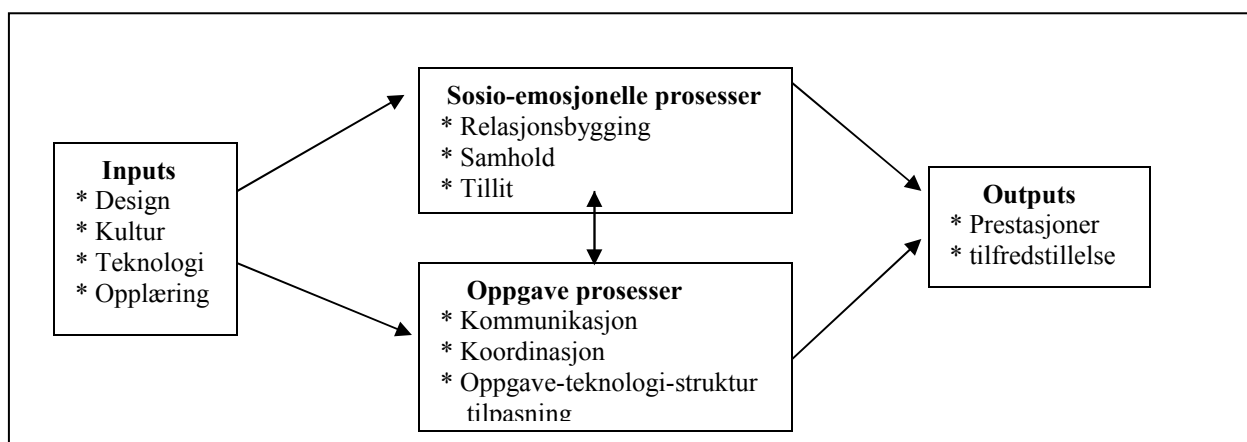 Inputs
* Design
* Kultur
* Teknologi
* Opplæring
Sosio-emosjonelle prosesser
* Relasjonsbygging
* Samhold
* Tillit
Oppgave prosesser
* Kommunikasjon
* Koordinasjon
* Oppgave-teknologi-struktur
tilpasning
Outputs
* Prestasjoner
* tilfredstillelse